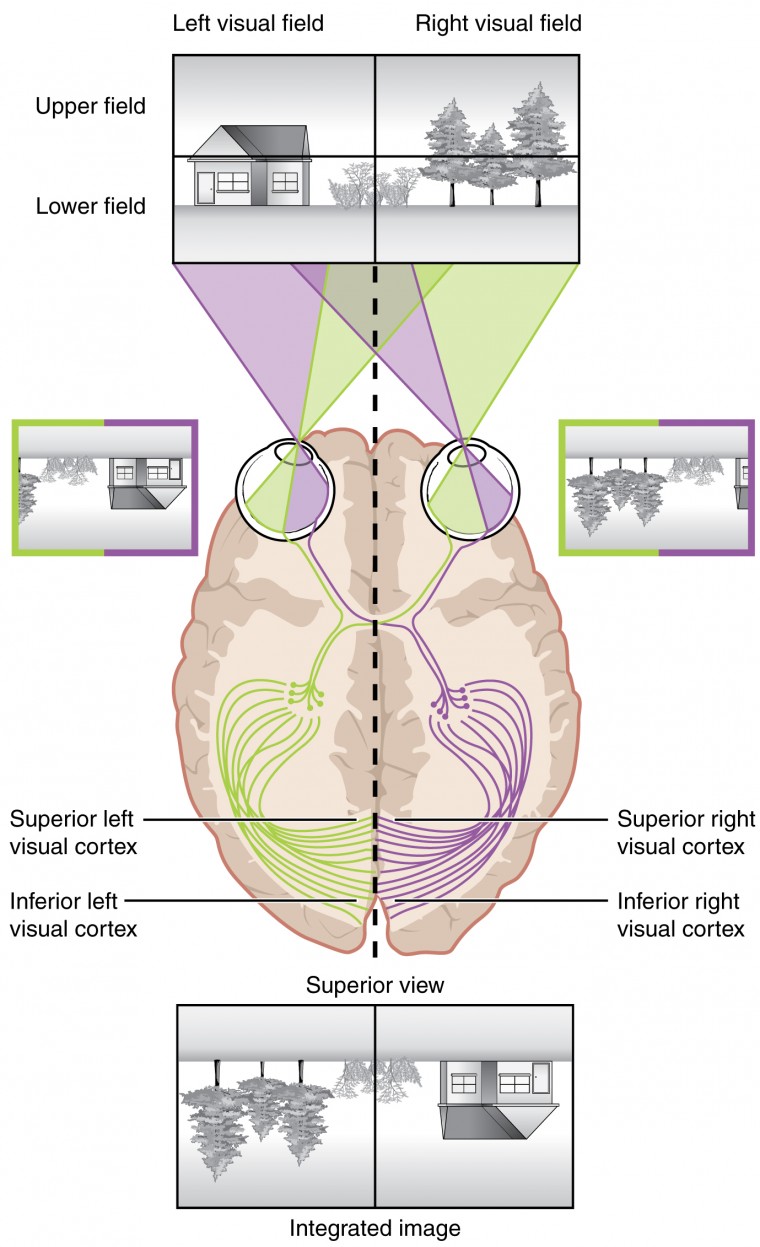 Left visual field
Right visual field
Upper field
Lower field
Superior left
visual cortex
Superior right
visual cortex
Inferior left
visual cortex
Inferior right
visual cortex
Superior view
Integrated image